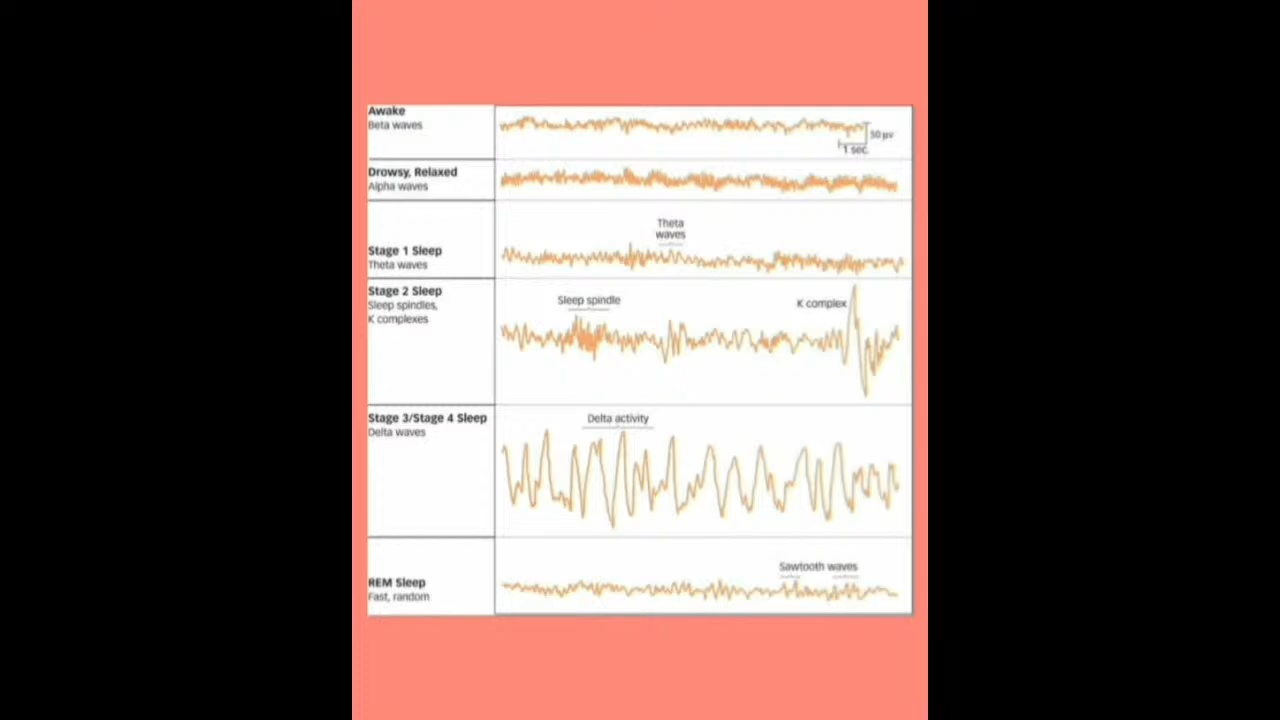 Awake
Beta waves
50 µv
1 sec.
Drowsy, Relaxed
Alpha waves
Theta
waves
Stage 1 Sleep
Theta waves
Stage 2 Sleep
Sleep spindles,
K complexes
Sleep spindle
K complex
Stage 3/Stage 4 Sleep
Delta waves
Delta activity
Sawtooth waves
REM Sleep
Fast, random